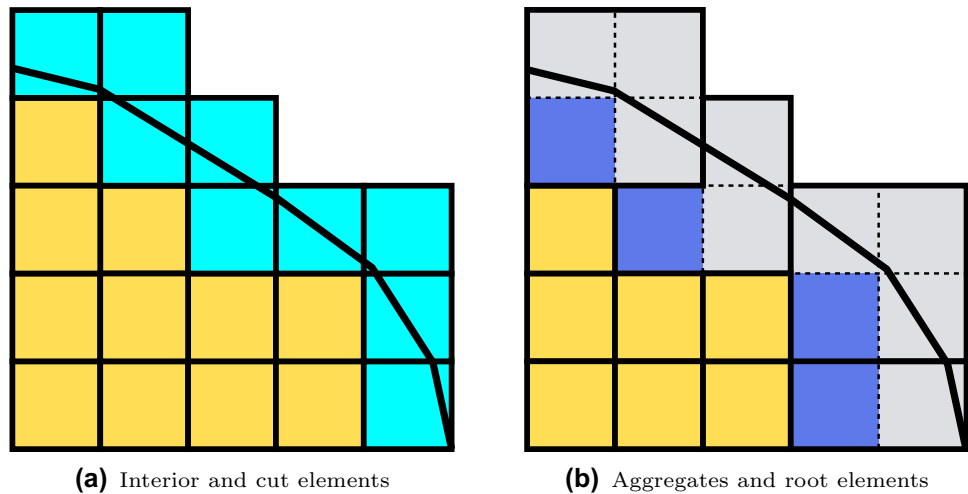 (a) Interior and cut elements
(b) Aggregates and root elements